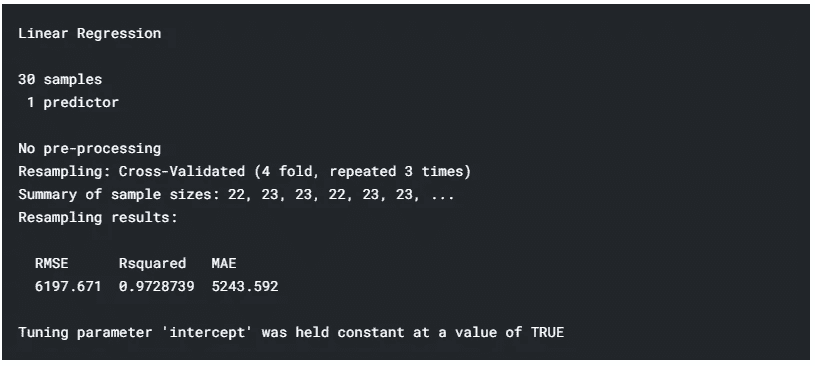 Linear Regression
30 samples
1 predictor
No pre-processing
Resampling: Cross-Validated (4 fold, repeated 3 times)
Summary of sample sizes: 22, 23, 23, 22, 23, 23, ...
Resampling results:
RMSE Rsquared MAE
6197.671 0.9728739 5243.592
Tuning parameter 'intercept' was held constant at a value of TRUE